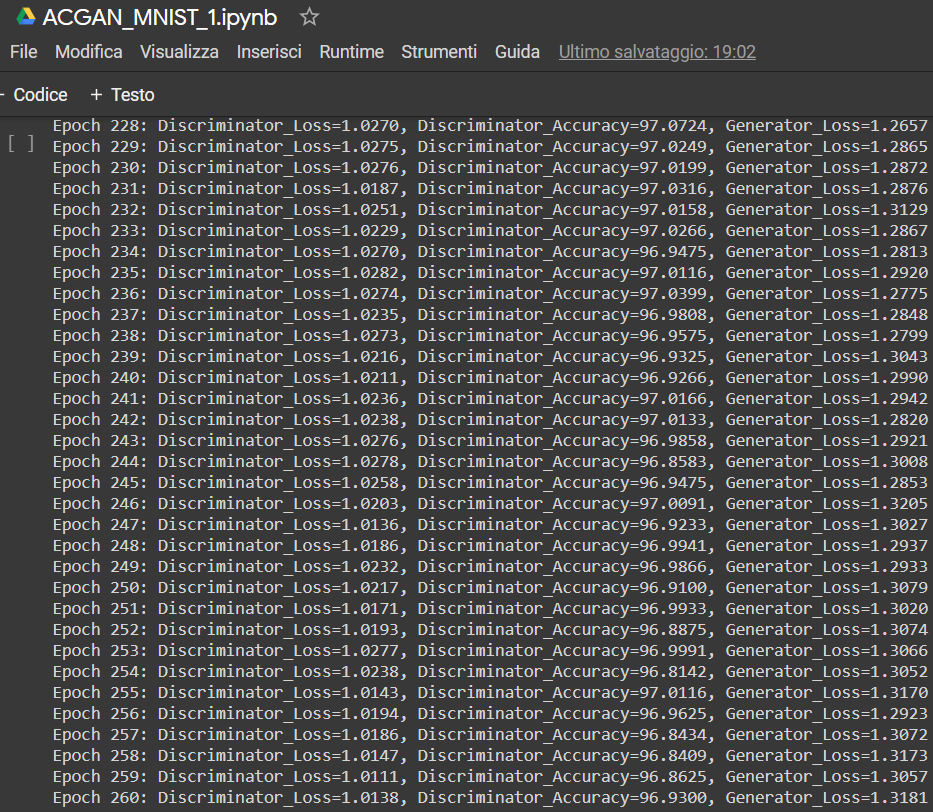 ACGAN_MNIST_1.ipynb
File Modifica Visualizza Inserisci Runtime Strumenti Guida Ultimo salvataggio: 19:02
Codice + Testo
Epoch 228: Discriminator_Loss=1.0270, Discriminator_Accuracy=97.0724, Generator_Loss=1.2657
[ ] Epoch 229: Discriminator_Loss=1.0275, Discriminator_Accuracy=97.0249, Generator_Loss=1.2865
Epoch 230: Discriminator_Loss=1.0276, Discriminator_Accuracy=97.0199, Generator_Loss=1.2872
Epoch 231: Discriminator_Loss=1.0187, Discriminator_Accuracy=97.0316, Generator_Loss=1.2876
Epoch 232: Discriminator_Loss=1.0251, Discriminator_Accuracy=97.0158, Generator_Loss=1.3129
Epoch 233: Discriminator_Loss=1.0229, Discriminator_Accuracy=97.0266, Generator_Loss=1.2867
Epoch 234: Discriminator_Loss=1.0270, Discriminator_Accuracy=96.9475, Generator_Loss=1.2813
Epoch 235: Discriminator_Loss=1.0282, Discriminator_Accuracy=97.0116, Generator_Loss=1.2920
Epoch 236: Discriminator_Loss=1.0274, Discriminator_Accuracy=97.0399, Generator_Loss=1.2775
Epoch 237: Discriminator_Loss=1.0235, Discriminator_Accuracy=96.9808, Generator_Loss=1.2848
Epoch 238: Discriminator_Loss=1.0273, Discriminator_Accuracy=96.9575, Generator_Loss=1.2799
Epoch 239: Discriminator_Loss=1.0216, Discriminator_Accuracy=96.9325, Generator_Loss=1.3043
Epoch 240: Discriminator_Loss=1.0211, Discriminator_Accuracy=96.9266, Generator_Loss=1.2990
Epoch 241: Discriminator_Loss=1.0236, Discriminator_Accuracy=97.0166, Generator_Loss=1.2942
Epoch 242: Discriminator_Loss=1.0238, Discriminator_Accuracy=97.0133, Generator_Loss=1.2820
Epoch 243: Discriminator_Loss=1.0276, Discriminator_Accuracy=96.9858, Generator_Loss=1.2921
Epoch 244: Discriminator_Loss=1.0278, Discriminator_Accuracy=96.8583, Generator_Loss=1.3008
Epoch 245: Discriminator_Loss=1.0258, Discriminator_Accuracy=96.9475, Generator_Loss=1.2853
Epoch 246: Discriminator_Loss=1.0203, Discriminator_Accuracy=97.0091, Generator_Loss=1.3205
Epoch 247: Discriminator_Loss=1.0136, Discriminator_Accuracy=96.9233, Generator_Loss=1.3027
Epoch 248: Discriminator_Loss=1.0186, Discriminator_Accuracy=96.9941, Generator_Loss=1.2937
Epoch 249: Discriminator_Loss=1.0232, Discriminator_Accuracy=96.9866, Generator_Loss=1.2933
Epoch 250: Discriminator_Loss=1.0217, Discriminator_Accuracy=96.9100, Generator_Loss=1.3079
Epoch 251: Discriminator_Loss=1.0171, Discriminator_Accuracy=96.9933, Generator_Loss=1.3020
Epoch 252: Discriminator_Loss=1.0193, Discriminator_Accuracy=96.8875, Generator_Loss=1.3074
Epoch 253: Discriminator_Loss=1.0277, Discriminator_Accuracy=96.9991, Generator_Loss=1.3066
Epoch 254: Discriminator_Loss=1.0238, Discriminator_Accuracy=96.8142, Generator_Loss=1.3052
Epoch 255: Discriminator_Loss=1.0143, Discriminator_Accuracy=97.0116, Generator_Loss=1.3170
Epoch 256: Discriminator_Loss=1.0194, Discriminator_Accuracy=96.9625, Generator_Loss=1.2923
Epoch 257: Discriminator_Loss=1.0186, Discriminator_Accuracy=96.8434, Generator_Loss=1.3072
Epoch 258: Discriminator_Loss=1.0147, Discriminator_Accuracy=96.8409, Generator_Loss=1.3173
Epoch 259: Discriminator_Loss=1.0111, Discriminator_Accuracy=96.8625, Generator_Loss=1.3057
Epoch 260: Discriminator_Loss=1.0138, Discriminator_Accuracy=96.9300, Generator_Loss=1.3181